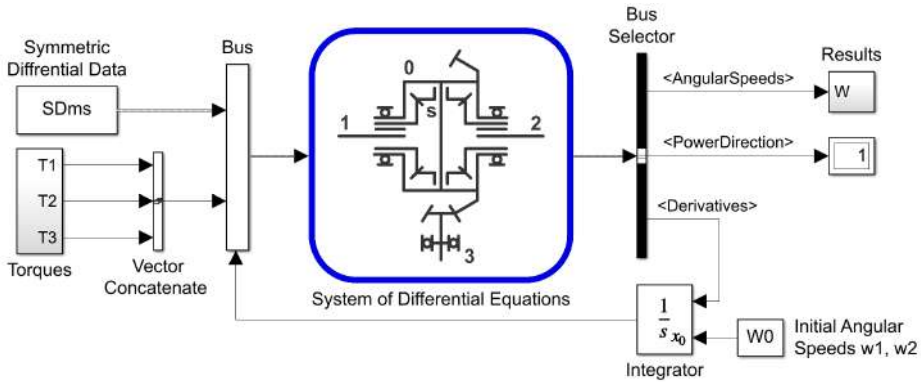 Symmetric
Diffrential Data
SDms
T1
T2
T3
Torques
Vector
Concatenate
Bus
0
s
1
2
3
System of Differential Equations
Bus
Selector
<AngularSpeeds>
<PowerDirection>
<Derivatives>
Results
W
1
1
s
x0
Integrator
W0
Initial Angular
Speeds w1, w2